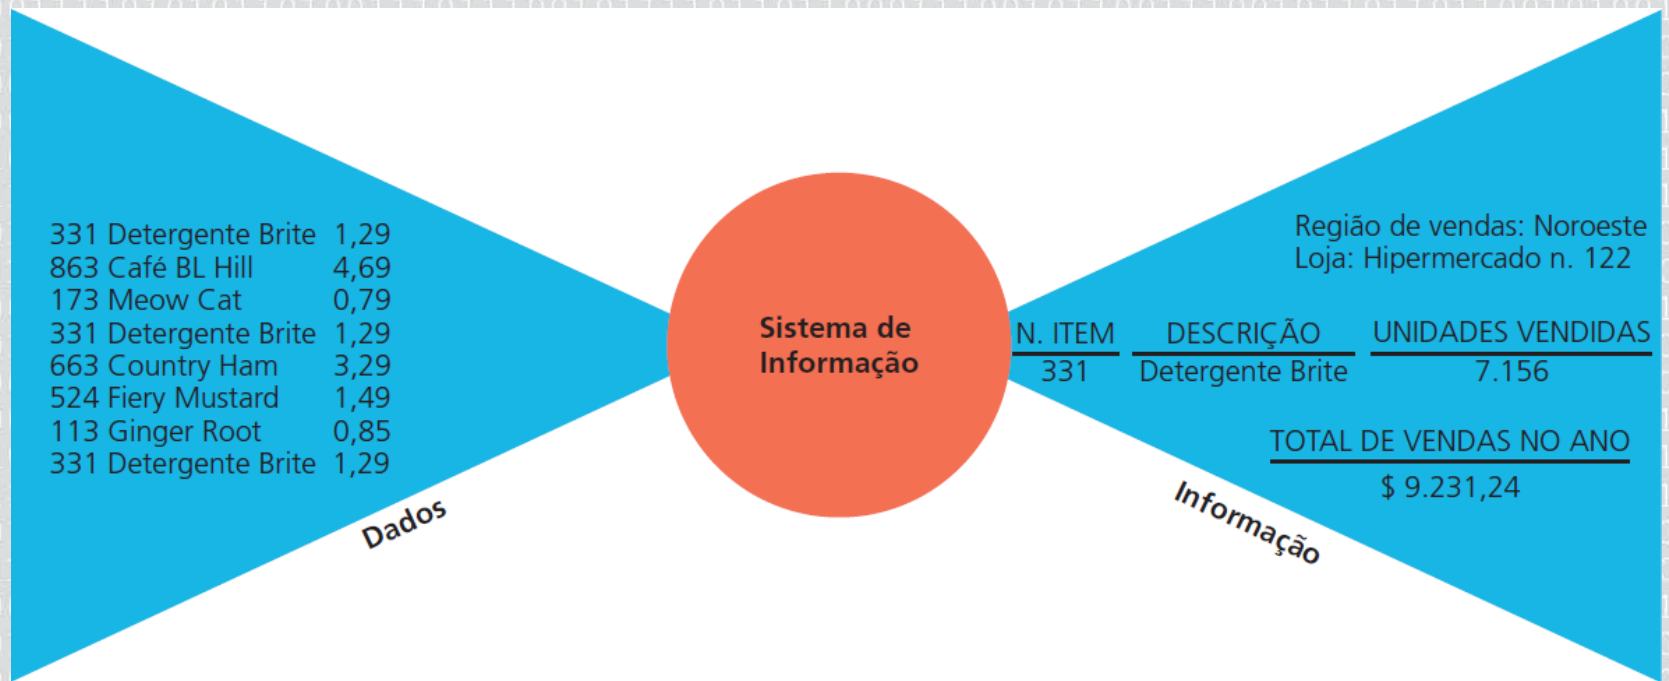 331 Detergente Brite 1,29
863 Café BL Hill 4,69
173 Meow Cat 0,79
331 Detergente Brite 1,29
663 Country Ham 3,29
524 Fiery Mustard 1,49
113 Ginger Root 0,85
331 Detergente Brite 1,29
Dados
Sistema de
Informação
Região de vendas: Noroeste
Loja: Hipermercado n. 122
N. ITEM DESCRIÇÃO UNIDADES VENDIDAS
331 Detergente Brite 7.156
TOTAL DE VENDAS NO ANO
$ 9.231,24
Informação